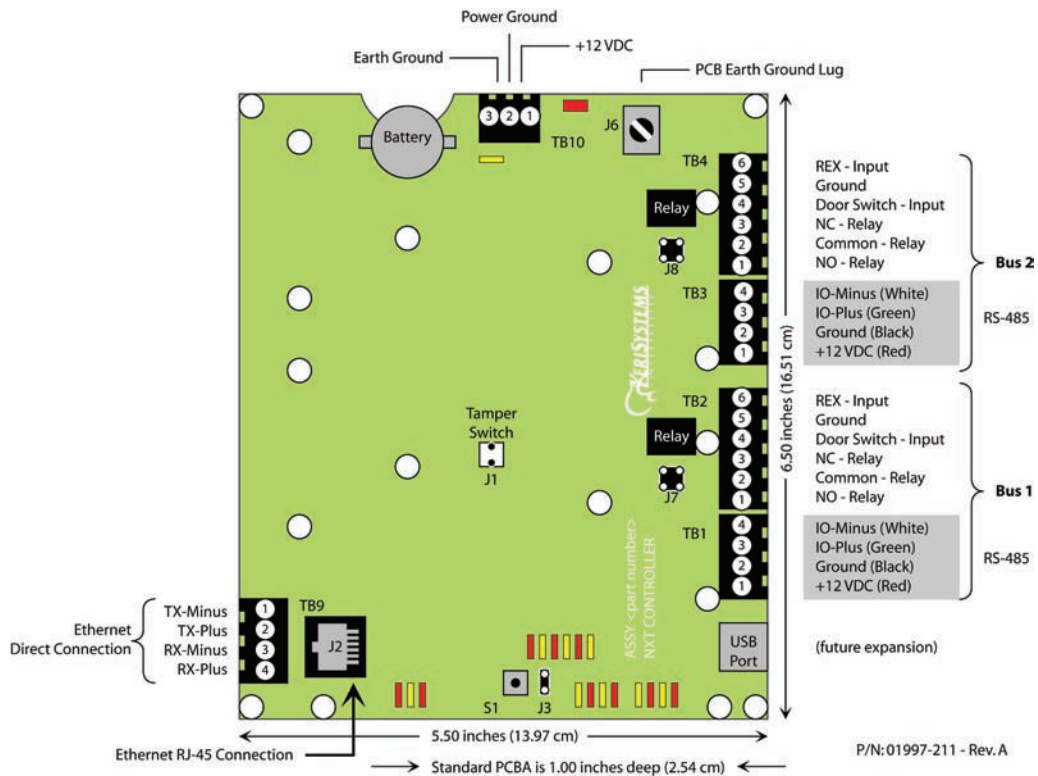 Power Ground
+12 VDC
Earth Ground
PCB Earth Ground Lug
Battery
3 2 1
TB10
J6
TB4
6
5
4
3
2
1
REX - Input
Ground
Door Switch - Input
NC - Relay
Common - Relay
NO - Relay
Relay
J8
Bus 2
TB3
4
3
2
1
IO-Minus (White)
IO-Plus (Green)
Ground (Black)
+12 VDC (Red)
RS-485
KERISYSTEMS
6.50 inches (16.51 cm)
TB2
6
5
4
3
2
1
REX - Input
Ground
Door Switch - Input
NC - Relay
Common - Relay
NO - Relay
Relay
J7
Bus 1
Tamper
Switch
J1
TB1
4
3
2
1
IO-Minus (White)
IO-Plus (Green)
Ground (Black)
+12 VDC (Red)
RS-485
ASSY <part number>
NXT CONTROLLER
Ethernet
Direct Connection
TX-Minus
TX-Plus
RX-Minus
RX-Plus
1
2
3
4
TB9
J2
USB
Port
(future expansion)
S1
J3
5.50 inches (13.97 cm)
Ethernet RJ-45 Connection
Standard PCBA is 1.00 inches deep (2.54 cm)
P/N: 01997-211 - Rev. A